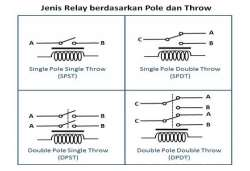 Jenis Relay berdasarkan Pole dan Throw
A B
Single Pole Single Throw
(SPST)
C A
B
Single Pole Double Throw
(SPDT)
A B
A B
Double Pole Single Throw
(DPST)
C A
B
C A
B
Double Pole Double Throw
(DPDT)